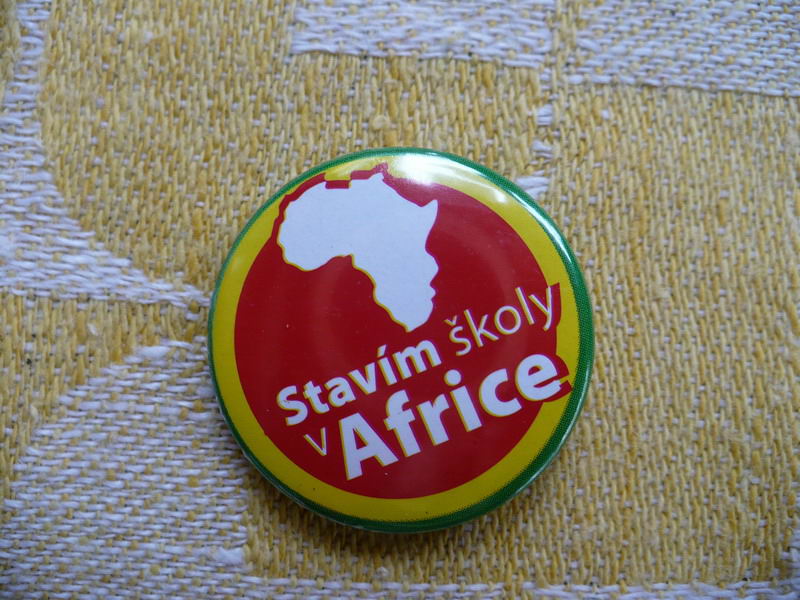 Stavím školy
v Africe